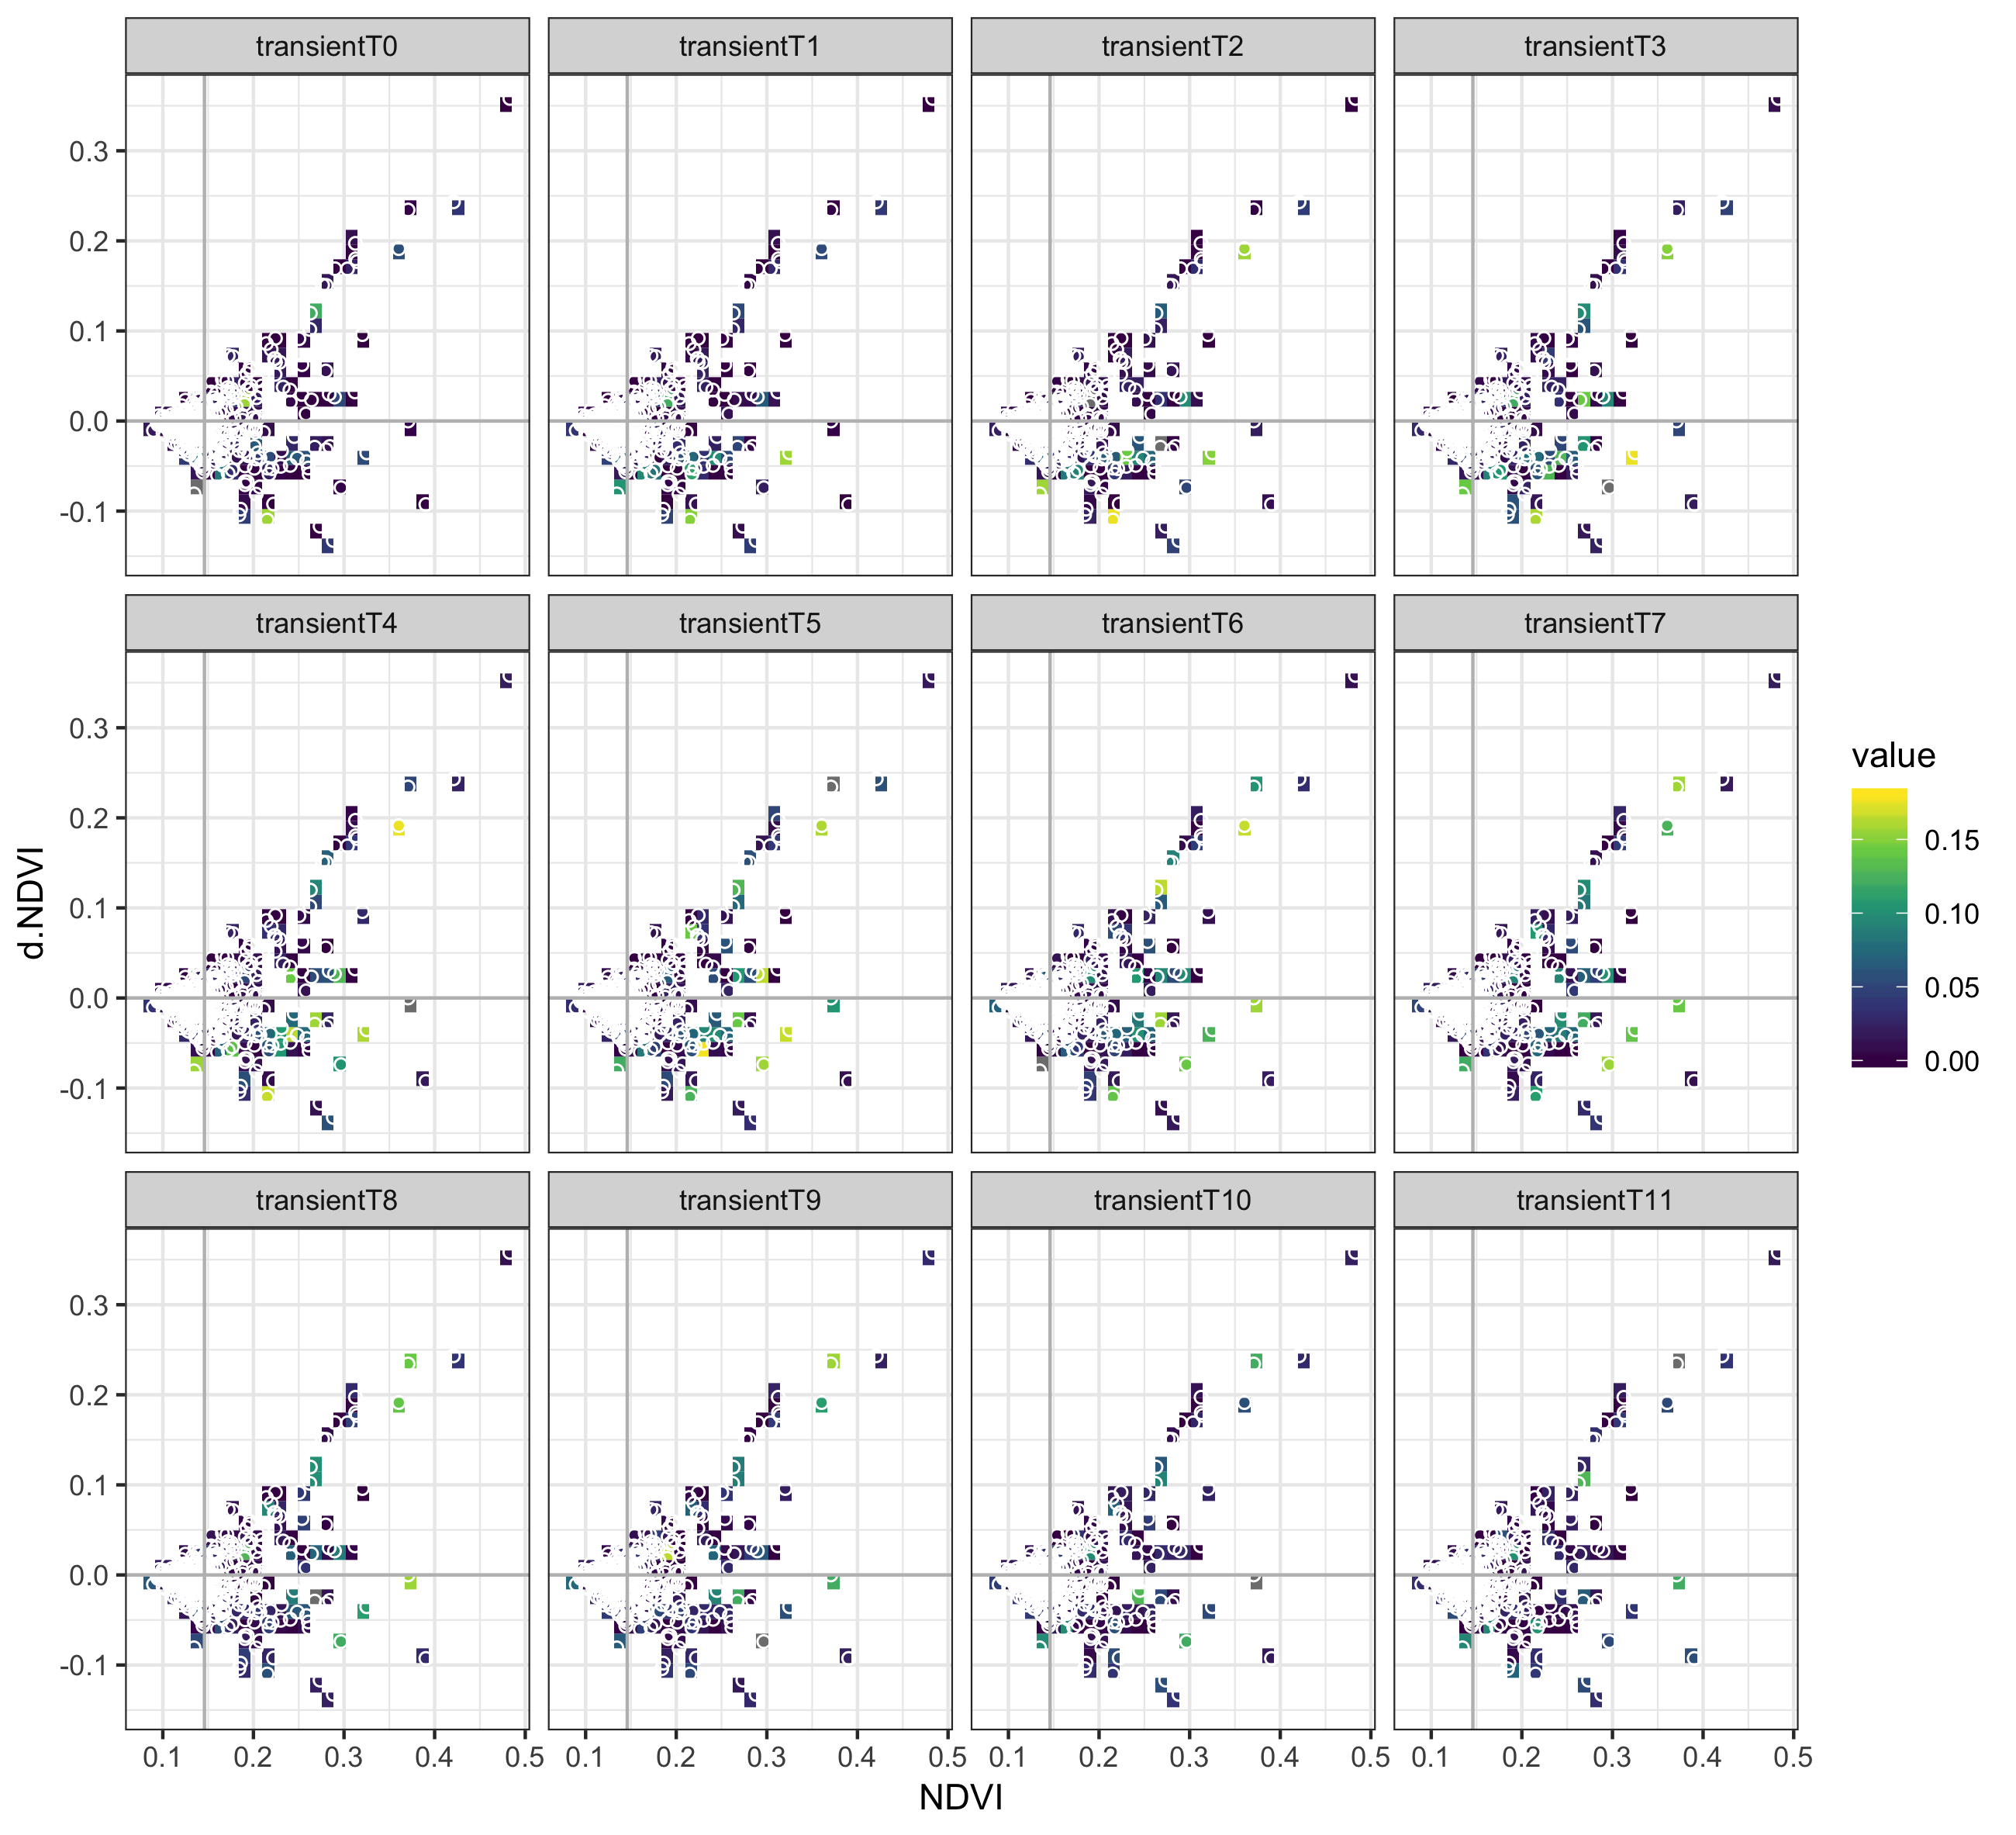 transientT0 transientT1 transientT2 transientT3
0.3
0.2
0.1
0.0
-0.1
transientT4 transientT5 transientT6 transientT7
0.3
0.2
0.1
0.0
-0.1
d.NDVI
value
0.15
0.10
0.05
0.00
transientT8 transientT9 transientT10 transientT11
0.3
0.2
0.1
0.0
-0.1
0.1 0.2 0.3 0.4 0.5 0.1 0.2 0.3 0.4 0.5 0.1 0.2 0.3 0.4 0.5 0.1 0.2 0.3 0.4 0.5
NDVI